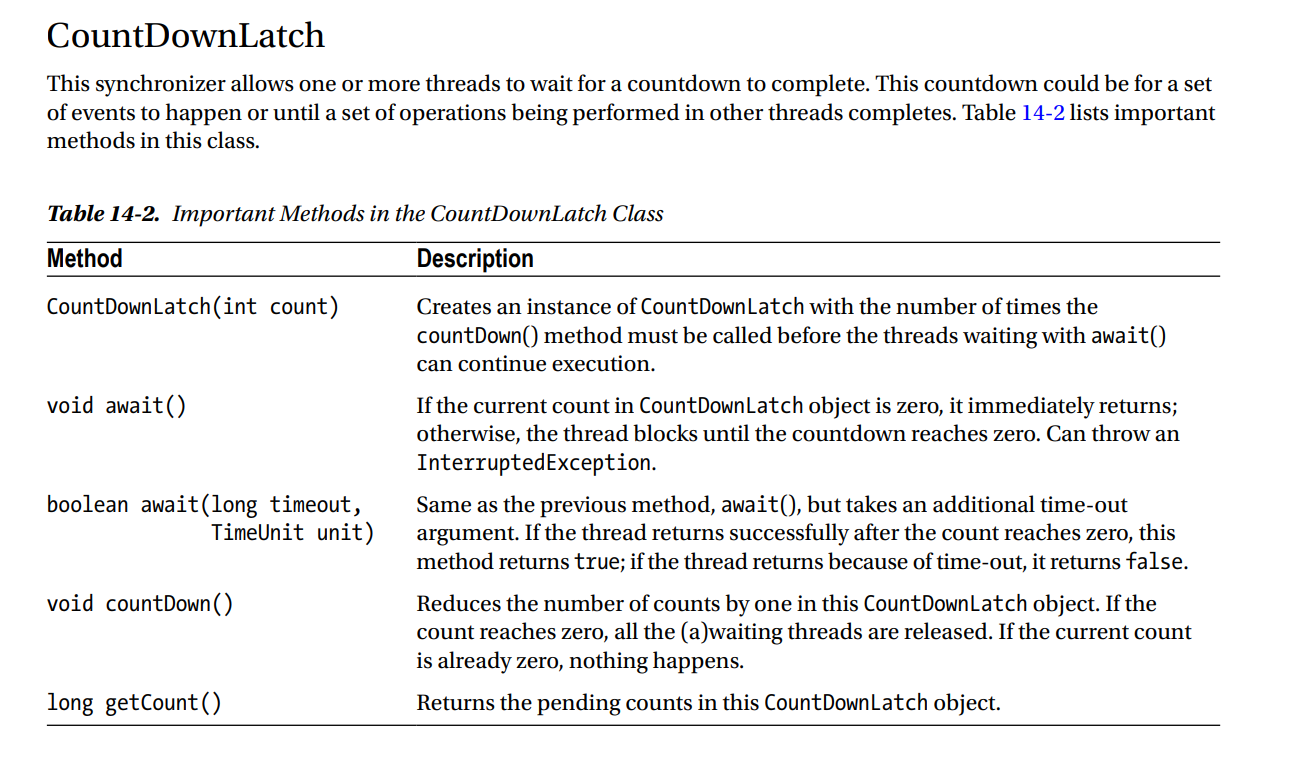 CountDownLatch
This synchronizer allows one or more threads to wait for a countdown to complete. This countdown could be for a set
of events to happen or until a set of operations being performed in other threads completes. Table 14-2 lists important
methods in this class.
Table 14-2. Important Methods in the CountDownLatch Class
Method Description
CountDownLatch(int count) Creates an instance of CountDownLatch with the number of times the
countDown() method must be called before the threads waiting with await()
can continue execution.
void await() If the current count in CountDownLatch object is zero, it immediately returns;
otherwise, the thread blocks until the countdown reaches zero. Can throw an
InterruptedException.
boolean await(long timeout, Same as the previous method, await(), but takes an additional time-out
TimeUnit unit) argument. If the thread returns successfully after the count reaches zero, this
method returns true; if the thread returns because of time-out, it returns false.
void countDown() Reduces the number of counts by one in this CountDownLatch object. If the
count reaches zero, all the (a)waiting threads are released. If the current count
is already zero, nothing happens.
long getCount() Returns the pending counts in this CountDownLatch object.